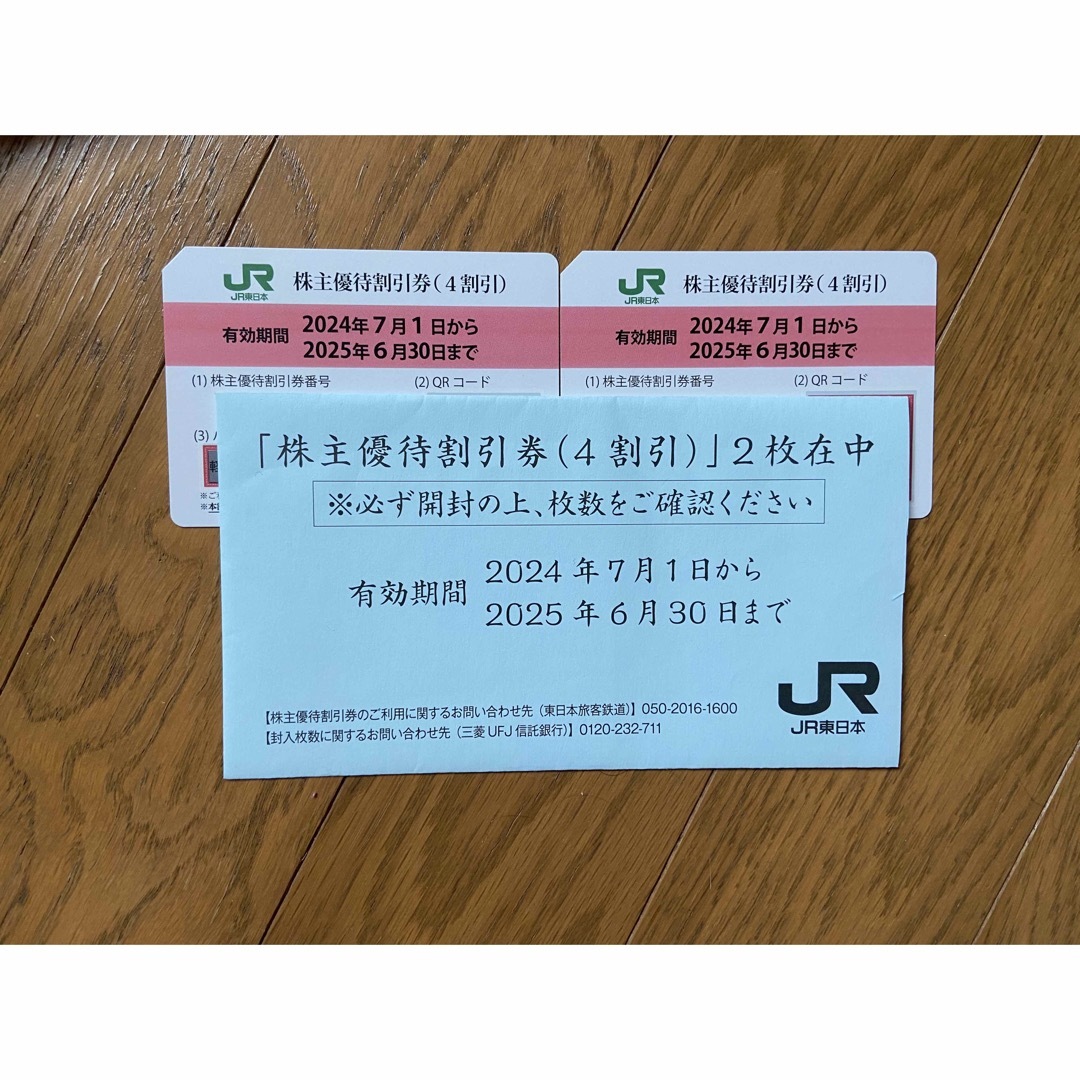 JR
JR東日本
株主優待割引券（4割引）
有効期間
2024年7月1日から
2025年6月30日まで
(1) 株主優待割引券番号
(2) QRコード
(3)
※ご
※本
JR
JR東日本
株主優待割引券（4割引）
有効期間
2024年7月1日から
2025年6月30日まで
(1) 株主優待割引券番号
(2) QRコード
「株主優待割引券（4割引）」2枚在中
※必ず開封の上、枚数をご確認ください
有効期間
2024年7月1日から
2025年6月30日まで
JR
JR東日本
【株主優待割引券のご利用に関するお問い合わせ先（東日本旅客鉄道）】050-2016-1600
【封入枚数に関するお問い合わせ先（三菱UFJ信託銀行）】0120-232-711